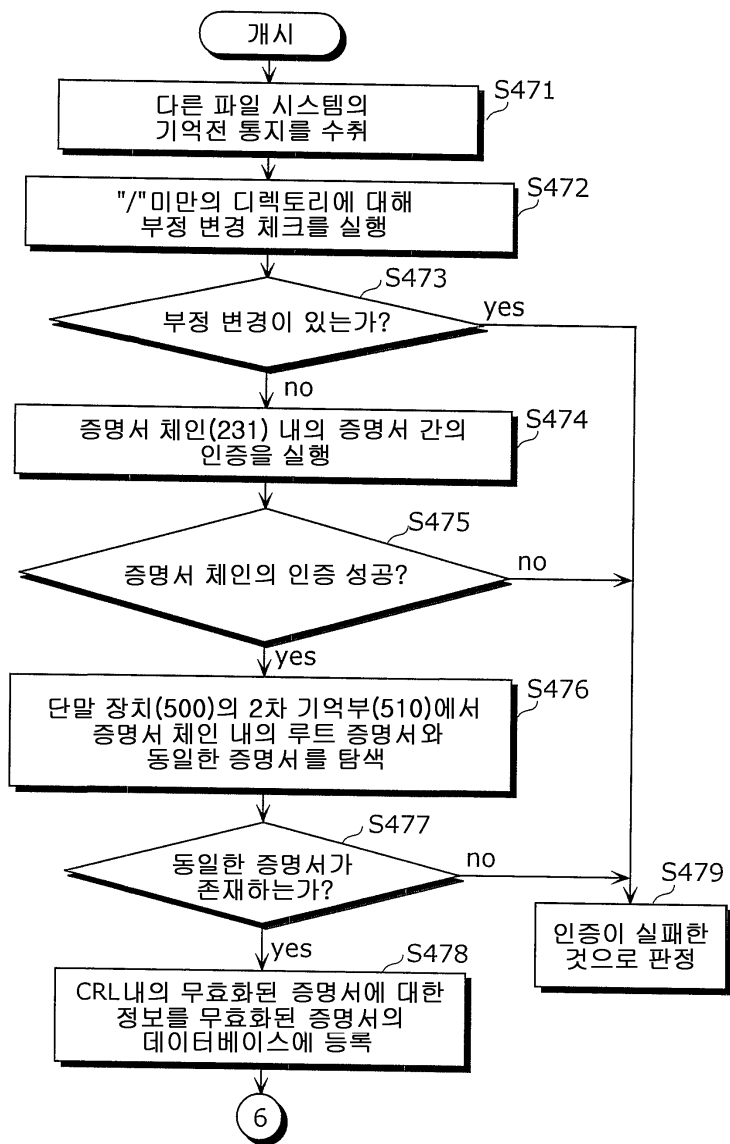 개시
S471
다른 파일 시스템의
기억전 통지를 수취
S472
"/"미만의 디렉토리에 대해
부정 변경 체크를 실행
S473
부정 변경이 있는가?
yes
no
S474
증명서 체인(231) 내의 증명서 간의
인증을 실행
S475
증명서 체인의 인증 성공?
no
yes
S476
단말 장치(500)의 2차 기억부(510)에서
증명서 체인 내의 루트 증명서와
동일한 증명서를 탐색
S477
동일한 증명서가
존재하는가?
no
yes
S479
인증이 실패한
것으로 판정
S478
CRL내의 무효화된 증명서에 대한
정보를 무효화된 증명서의
데이터베이스에 등록
6